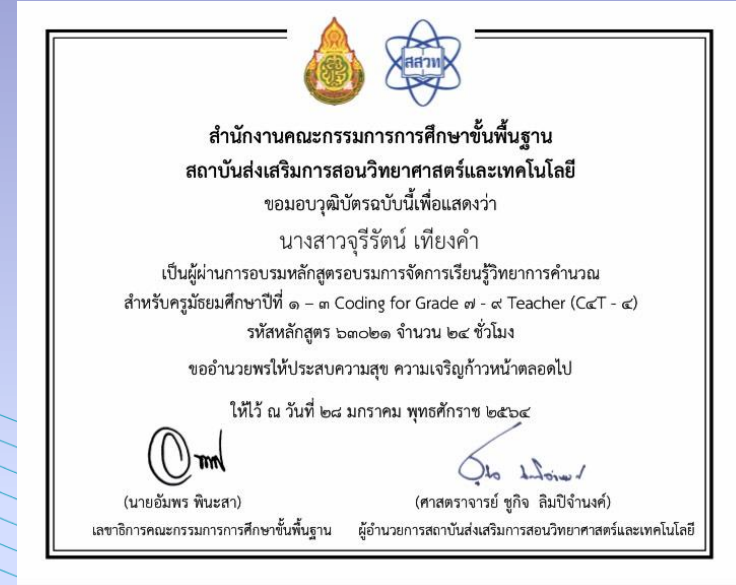 สสวท
สำนักงานคณะกรรมการการศึกษาขั้นพื้นฐาน
สถาบันส่งเสริมการสอนวิทยาศาสตร์และเทคโนโลยี
ขอมอบวุฒิบัตรฉบับนี้เพื่อแสดงว่า
นางสาวจุรีรัตน์ เทียงคำ
เป็นผู้ผ่านการอบรมหลักสูตรอบรมการจัดการเรียนรู้วิทยาการคำนวณ
สำหรับครูมัธยมศึกษาปีที่ ๑ – ๓ Coding for Grade ๗ - ๙ Teacher (C๔T - ๔)
รหัสหลักสูตร ๖๓๐๒๑ จำนวน ๒๔ ชั่วโมง
ขออำนวยพรให้ประสบความสุข ความเจริญก้าวหน้าตลอดไป
ให้ไว้ ณ วันที่ ๒๘ มกราคม พุทธศักราช ๒๕๖๔
(นายอัมพร พินะสา) (ศาสตราจารย์ ชูกิจ ลิมปิจำนงค์)
เลขาธิการคณะกรรมการการศึกษาขั้นพื้นฐาน ผู้อำนวยการสถาบันส่งเสริมการสอนวิทยาศาสตร์และเทคโนโลยี